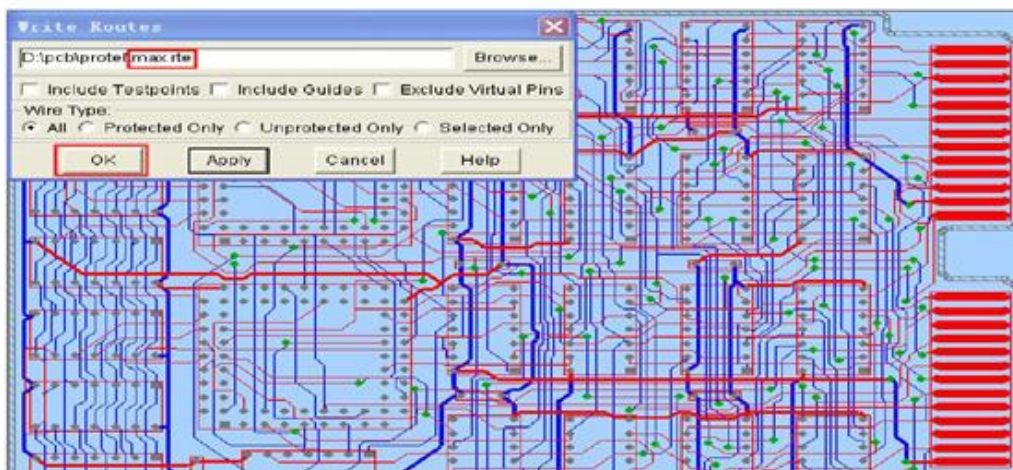 Write Routes
D:\pcb\protel\max.rte
Browse...
Include Testpoints Include Guides Exclude Virtual Pins
Wire Type:
All Protected Only Unprotected Only Selected Only
OK Apply Cancel Help